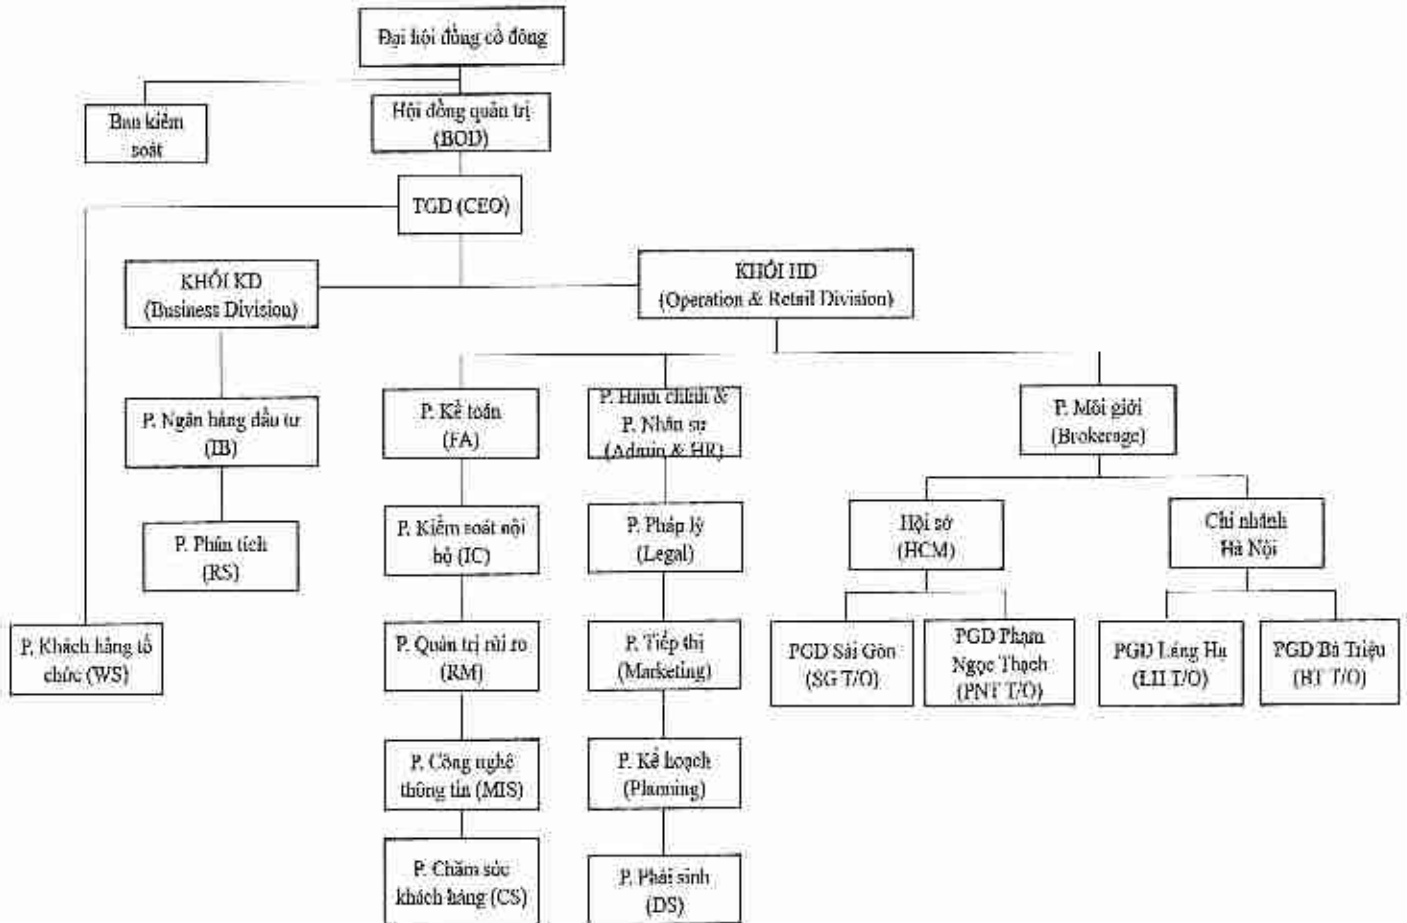 Đại hội đồng cổ đông
Ban kiểm
soát
Hội đồng quản trị
(BOD)
TGD (CEO)
KHỐI KD
(Business Division)
KHỐI HD
(Operation & Retail Division)
P. Ngân hàng đầu tư
(IB)
P. Phân tích
(RS)
P. Khách hàng tổ
chức (WS)
P. Kế toán
(FA)
P. Kiểm soát nội
bộ (IC)
P. Quản trị rủi ro
(RM)
P. Công nghệ
thông tin (MIS)
P. Chăm sóc
khách hàng (CS)
P. Hành chính &
P. Nhân sự
(Admin & HR)
P. Pháp lý
(Legal)
P. Tiếp thị
(Marketing)
P. Kế hoạch
(Planning)
P. Phái sinh
(DS)
P. Môi giới
(Brokerage)
Hội sở
(HCM)
Chi nhánh
Hà Nội
PGD Sài Gòn
(SG T/O)
PGD Phạm
Ngọc Thạch
(PNT T/O)
PGD Láng Hạ
(LH T/O)
PGD Bà Triệu
(BT T/O)